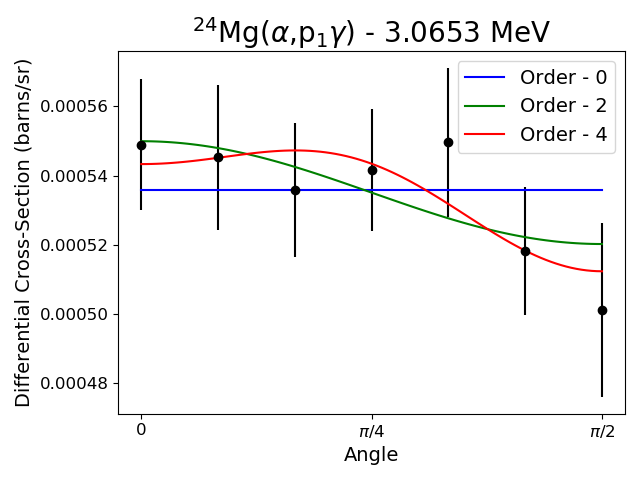 ²⁴Mg(α,p₁γ) - 3.0653 MeV
Differential Cross-Section (barns/sr)
0.00056
0.00054
0.00052
0.00050
0.00048
Order - 0
Order - 2
Order - 4
0
π/4
π/2
Angle